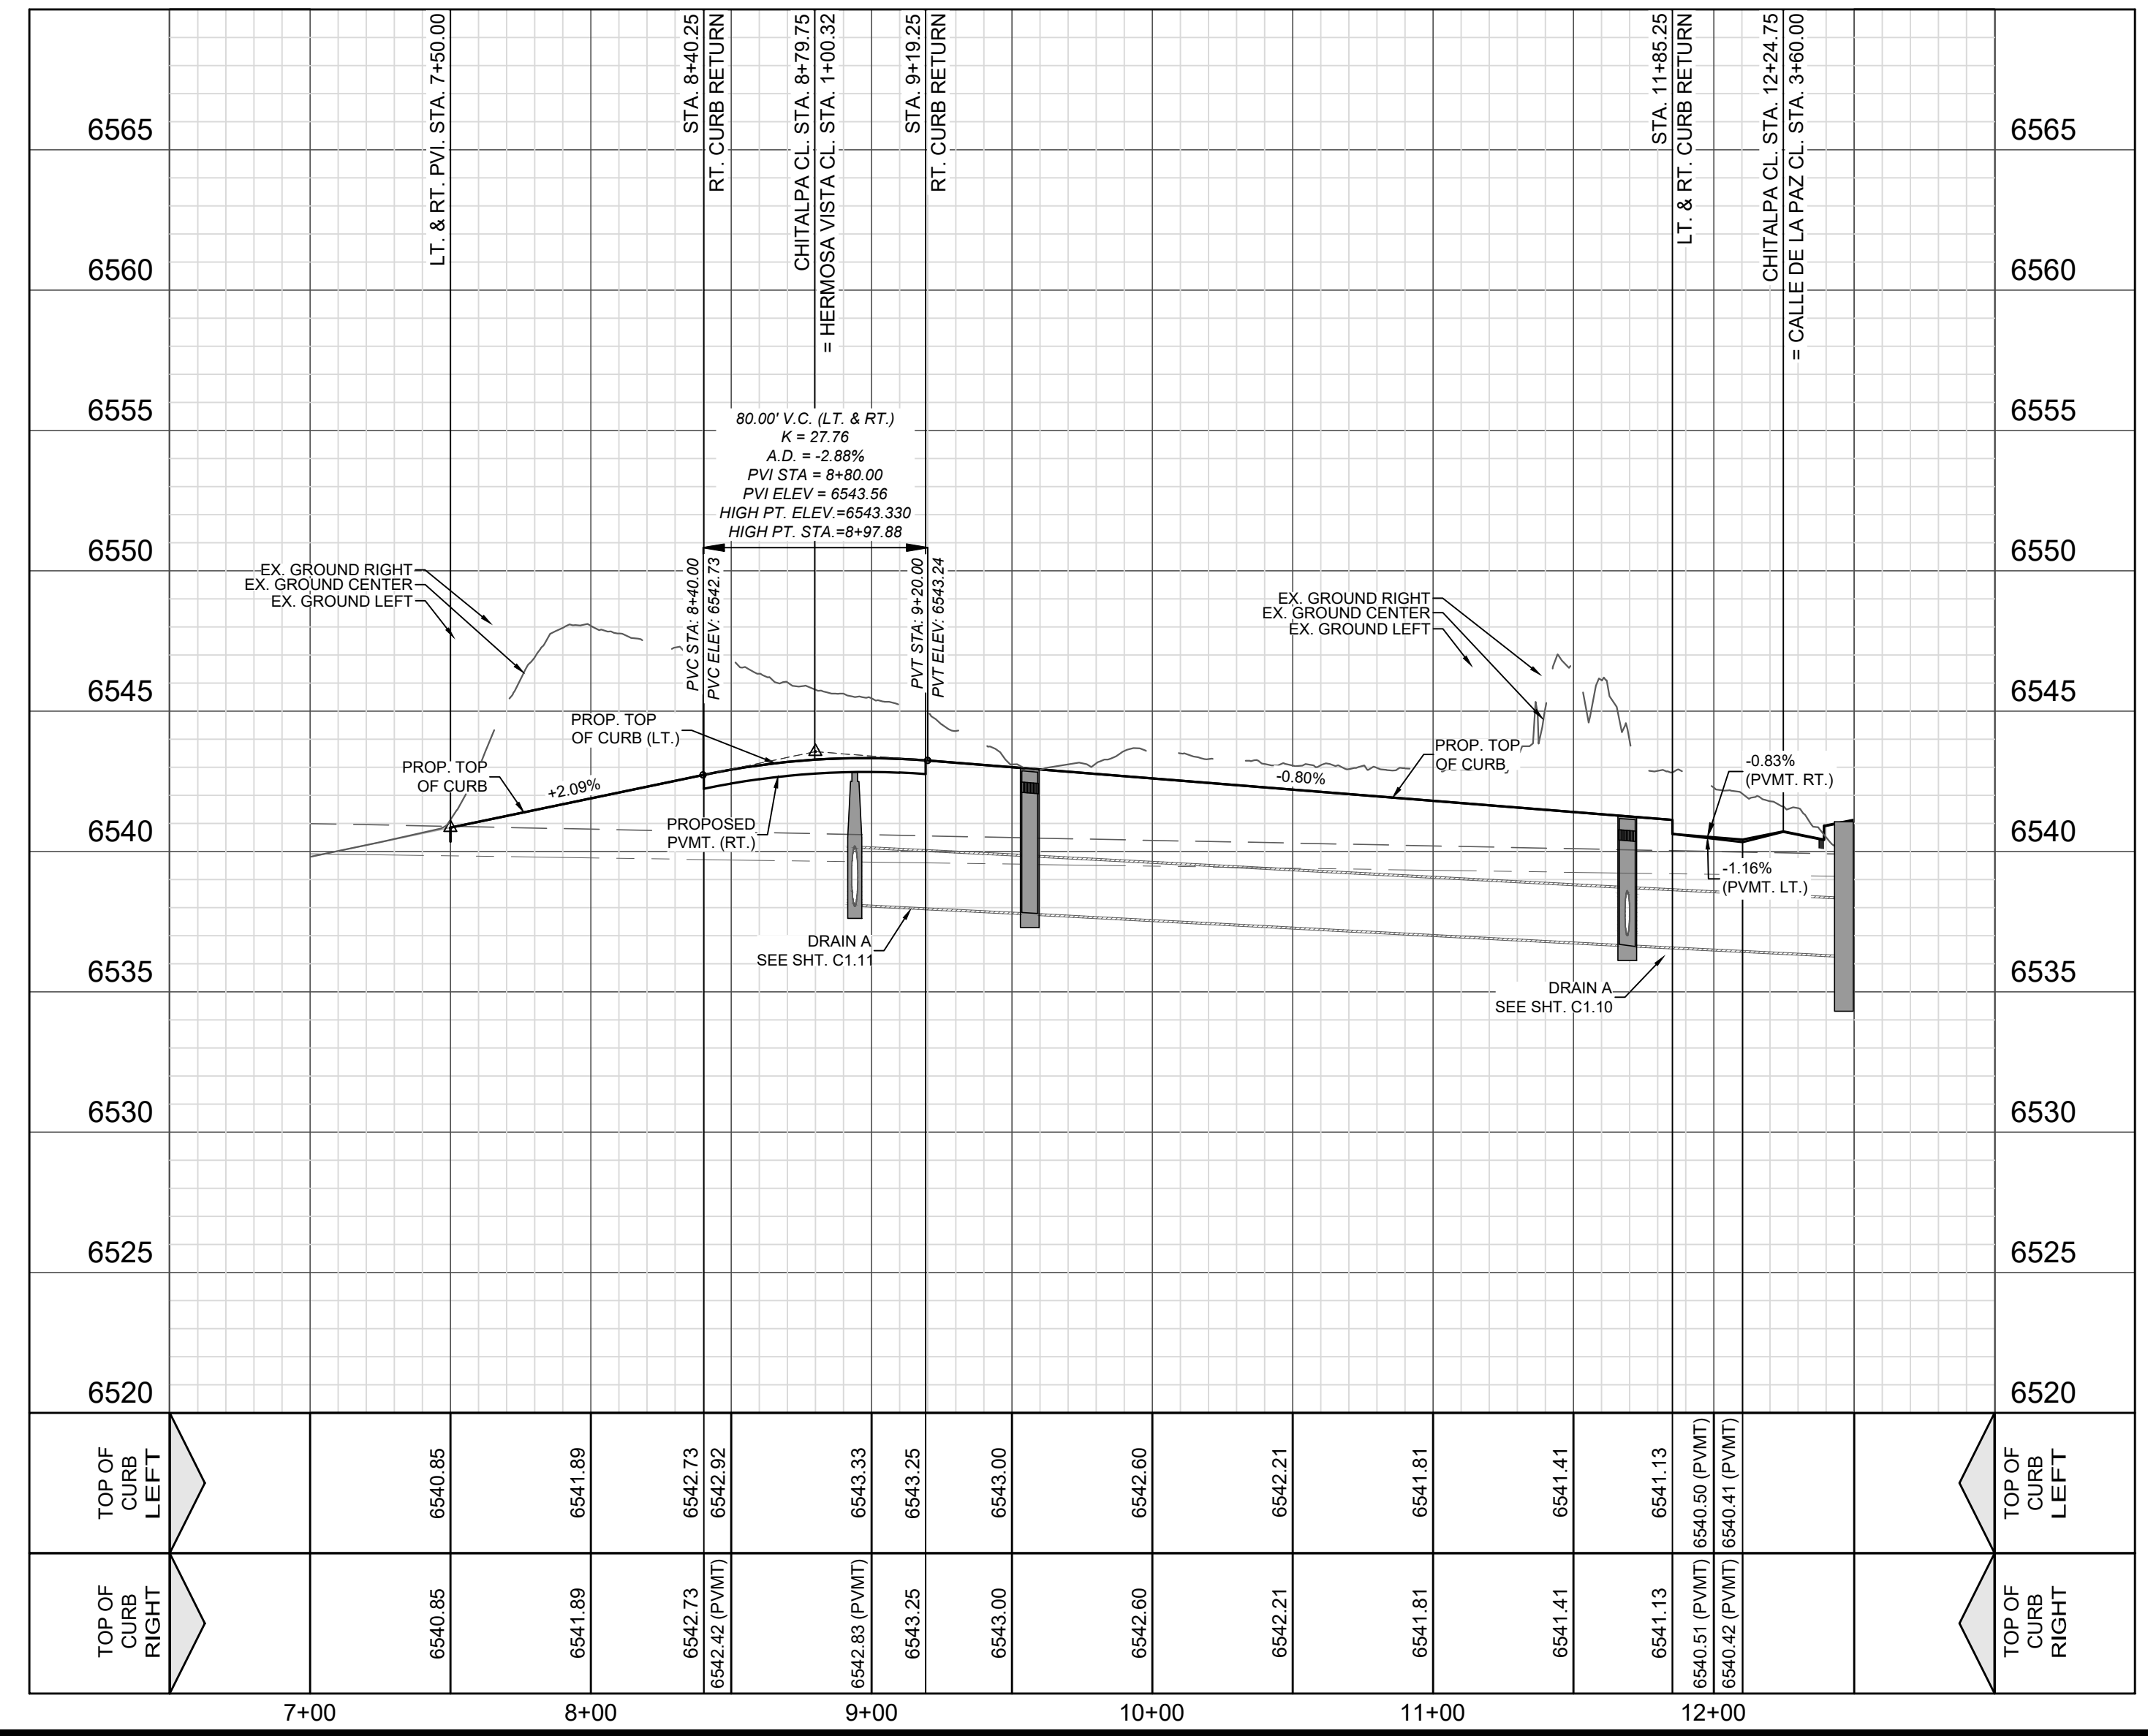 LT. & RT. PVI. STA. 7+50.00
STA. 8+40.25
RT. CURB RETURN
CHITALPA CL. STA. 8+79.75
= HERMOSA VISTA CL. STA. 1+00.32
STA. 9+19.25
RT. CURB RETURN
STA. 11+85.25
LT. & RT. CURB RETURN
CHITALPA CL. STA. 12+24.75
= CALLE DE LA PAZ CL. STA. 3+60.00
6565
6565
6560
6560
6555
6555
80.00' V.C. (LT. & RT.)
K = 27.76
A.D. = -2.88%
PVI STA = 8+80.00
PVI ELEV = 6543.56
HIGH PT. ELEV.=6543.330
HIGH PT. STA.=8+97.88
6550
6550
PVC STA: 8+40.00
PVC ELEV: 6542.73
PVT STA: 9+20.00
PVT ELEV: 6543.24
EX. GROUND RIGHT
EX. GROUND CENTER
EX. GROUND LEFT
EX. GROUND RIGHT
EX. GROUND CENTER
EX. GROUND LEFT
6545
6545
PROP. TOP
OF CURB (LT.)
PROP. TOP
OF CURB
+2.09%
PROP. TOP
OF CURB
-0.80%
-0.83%
(PVMT. RT.)
PROPOSED
PVMT. (RT.)
6540
6540
-1.16%
(PVMT. LT.)
DRAIN A
SEE SHT. C1.11
6535
6535
DRAIN A
SEE SHT. C1.10
6530
6530
6525
6525
6520
6520
TOP OF
CURB
LEFT
6540.85
6541.89
6542.73
6542.92
6543.33
6543.25
6543.00
6542.60
6542.21
6541.81
6541.41
6541.13
6540.50 (PVMT)
6540.41 (PVMT)
TOP OF
CURB
LEFT
TOP OF
CURB
RIGHT
6540.85
6541.89
6542.73
6542.42 (PVMT)
6542.83 (PVMT)
6543.25
6543.00
6542.60
6542.21
6541.81
6541.41
6541.13
6540.51 (PVMT)
6540.42 (PVMT)
TOP OF
CURB
RIGHT
7+00
8+00
9+00
10+00
11+00
12+00